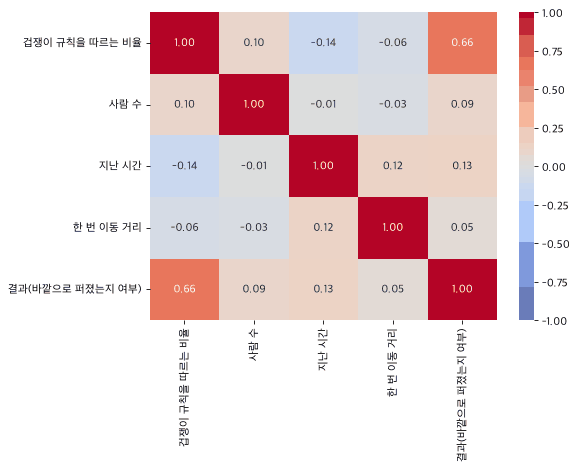 겁쟁이 규칙을 따르는 비율
1.00 0.10 -0.14 -0.06 0.66
사람 수
0.10 1.00 -0.01 -0.03 0.09
지난 시간
-0.14 -0.01 1.00 0.12 0.13
한 번 이동 거리
-0.06 -0.03 0.12 1.00 0.05
결과(바깥으로 퍼졌는지 여부)
0.66 0.09 0.13 0.05 1.00
겁쟁이 규칙을 따르는 비율
사람 수
지난 시간
한 번 이동 거리
결과(바깥으로 퍼졌는지 여부)
1.00
0.75
0.50
0.25
0.00
-0.25
-0.50
-0.75
-1.00